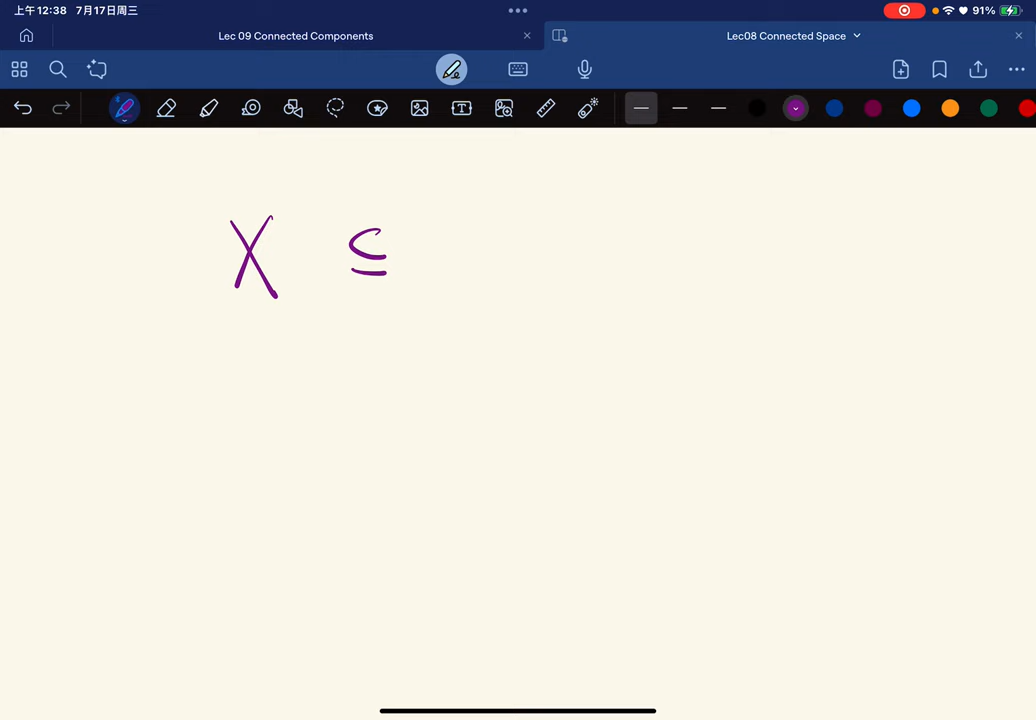 上午12:38 7月17日周三
91%
Lec 09 Connected Components
Lec08 Connected Space
X ⊆